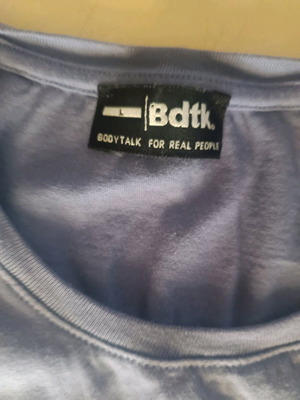 L
Bdtk.
BODYTALK FOR REAL PEOPLE